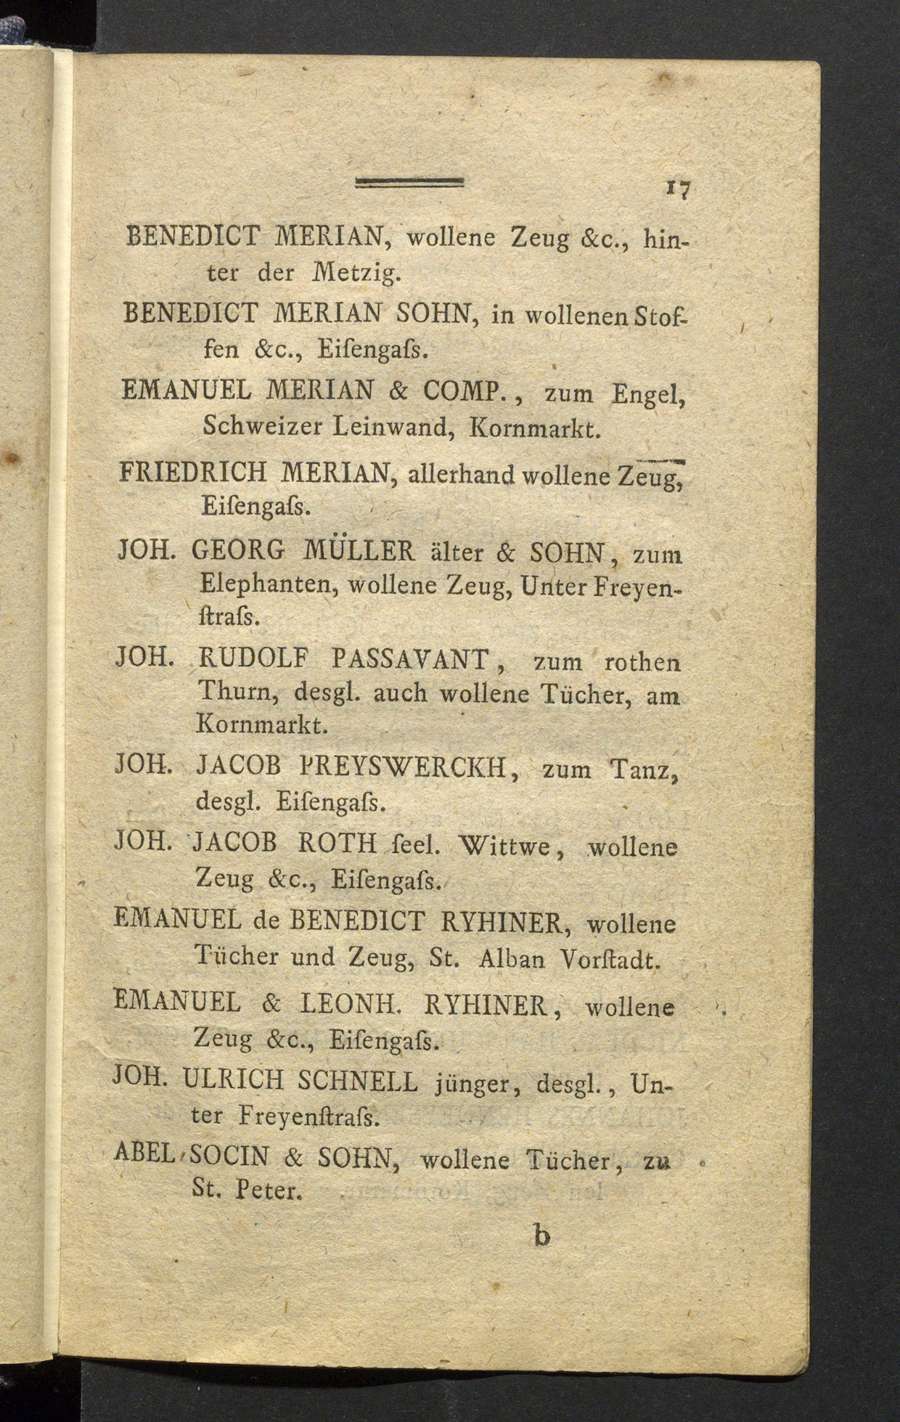 17
BENEDICT MERIAN, wollene Zeug &c., hin-
ter der Metzig.
BENEDICT MERIAN SOHN, in wollenen Stof-
fen &c., Eiſengaſs.
EMANUEL MERIAN & COMP., zum Engel,
Schweizer Leinwand, Kornmarkt.
FRIEDRICH MERIAN, allerhand wollene Zeug,
Eiſengaſs.
JOH. GEORG MÜLLER älter & SOHN, zum
Elephanten, wollene Zeug, Unter Freyen-
ſtraſs.
JOH. RUDOLF PASSAVANT, zum rothen
Thurn, desgl. auch wollene Tücher, am
Kornmarkt.
JOH. JACOB PREYSWERCKH, zum Tanz,
desgl. Eiſengaſs.
JOH. JACOB ROTH ſeel. Wittwe, wollene
Zeug &c., Eiſengaſs.
EMANUEL de BENEDICT RYHINER, wollene
Tücher und Zeug, St. Alban Vorſtadt.
EMANUEL & LEONH. RYHINER, wollene
Zeug &c., Eiſengaſs.
JOH. ULRICH SCHNELL jünger, desgl., Un-
ter Freyenſtraſs.
ABEL SOCIN & SOHN, wollene Tücher, zu
St. Peter.
b